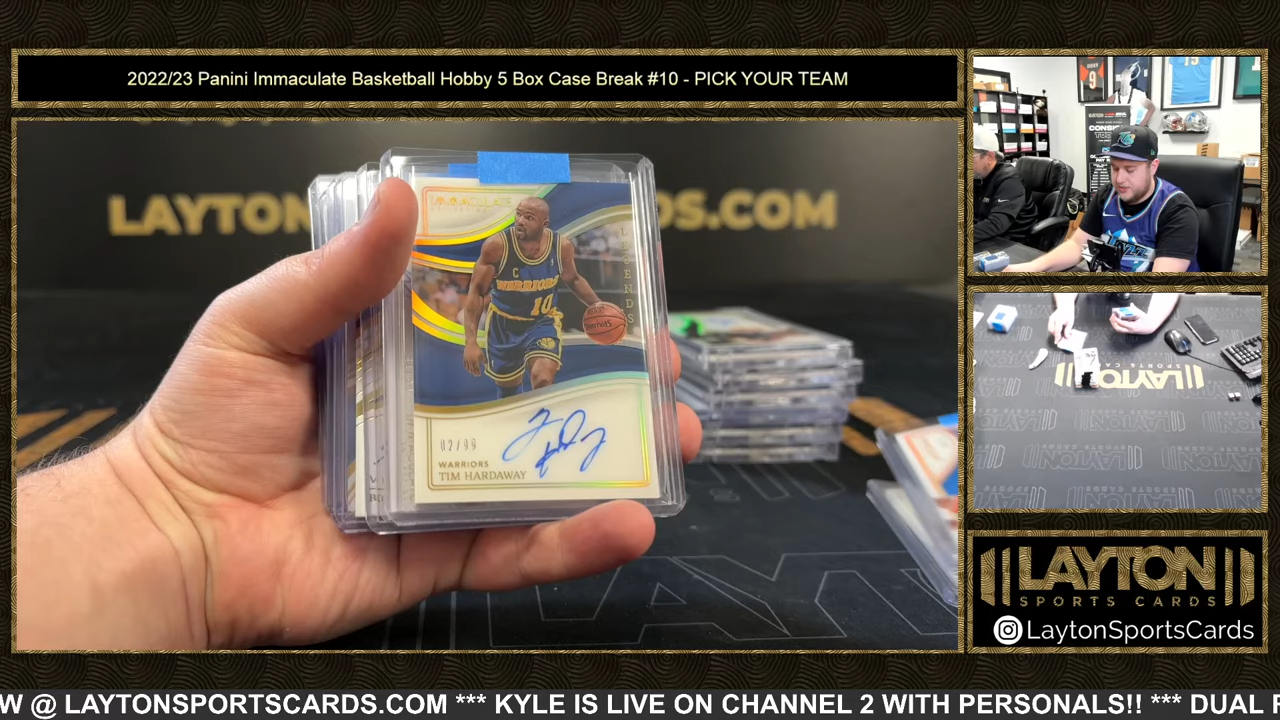 2022/23 Panini Immaculate Basketball Hobby 5 Box Case Break #10 - PICK YOUR TEAM
LAYTON
DS.COM
IMMACULATE
LEGENDS
C
WARRIORS
10
02/99
WARRIORS
TIM HARDAWAY
LAYTON
LAYTON
SPORTS CARDS
LaytonSportsCards
W @ LAYTONSPORTSCARDS.COM *** KYLE IS LIVE ON CHANNEL 2 WITH PERSONALS!! *** DUAL